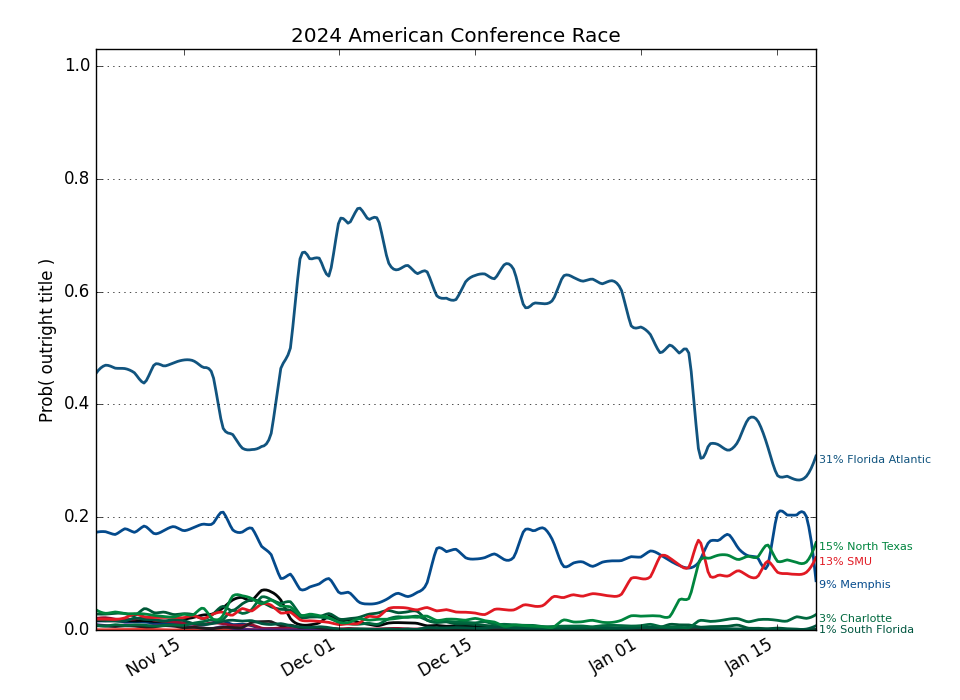 2024 American Conference Race
Prob( outright title )
1.0
0.8
0.6
0.4
0.2
0.0
31% Florida Atlantic
15% North Texas
13% SMU
9% Memphis
3% Charlotte
1% South Florida
Nov 15
Dec 01
Dec 15
Jan 01
Jan 15